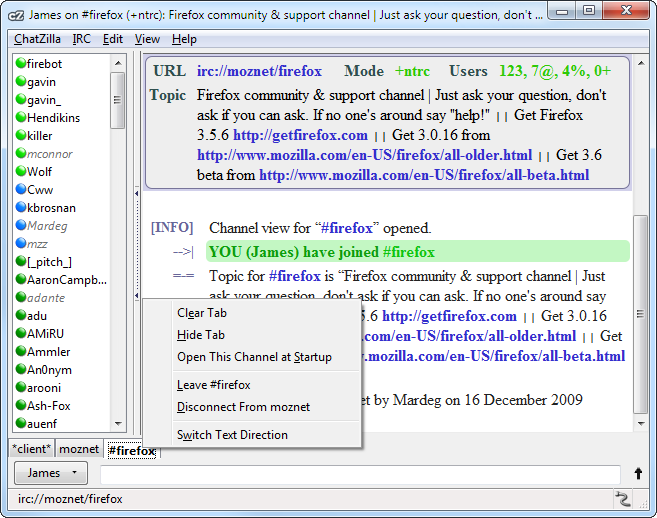 James on #firefox (+ntrc): Firefox community & support channel | Just ask your question, don't ...
ChatZilla IRC Edit View Help
firebot
gavin
gavin_
Hendikins
killer
mconnor
Wolf
Cww
kbrosnan
Mardeg
mzz
[_pitch_]
AaronCampb...
adante
adu
AMiRU
Ammler
An0nym
arooni
Ash-Fox
auenf
URL irc://moznet/firefox Mode +ntrc Users 123, 7@, 4%, 0+
Topic Firefox community & support channel | Just ask your question, don't
ask if you can ask. If no one's around say "help!" || Get Firefox
3.5.6 http://getfirefox.com || Get 3.0.16 from
http://www.mozilla.com/en-US/firefox/all-older.html || Get 3.6
beta from http://www.mozilla.com/en-US/firefox/all-beta.html
[INFO] Channel view for “#firefox” opened.
-->| YOU (James) have joined #firefox
=-= Topic for #firefox is “Firefox community & support channel | Just
ask your question, don't ask if you can ask. If no one's around say
5.6 http://getfirefox.com || Get 3.0.16
.mozilla.com/en-US/firefox/all-older.html || Get
w.mozilla.com/en-US/firefox/all-beta.html
et by Mardeg on 16 December 2009
Clear Tab
Hide Tab
Open This Channel at Startup
Leave #firefox
Disconnect From moznet
Switch Text Direction
*client* moznet #firefox
James
irc://moznet/firefox